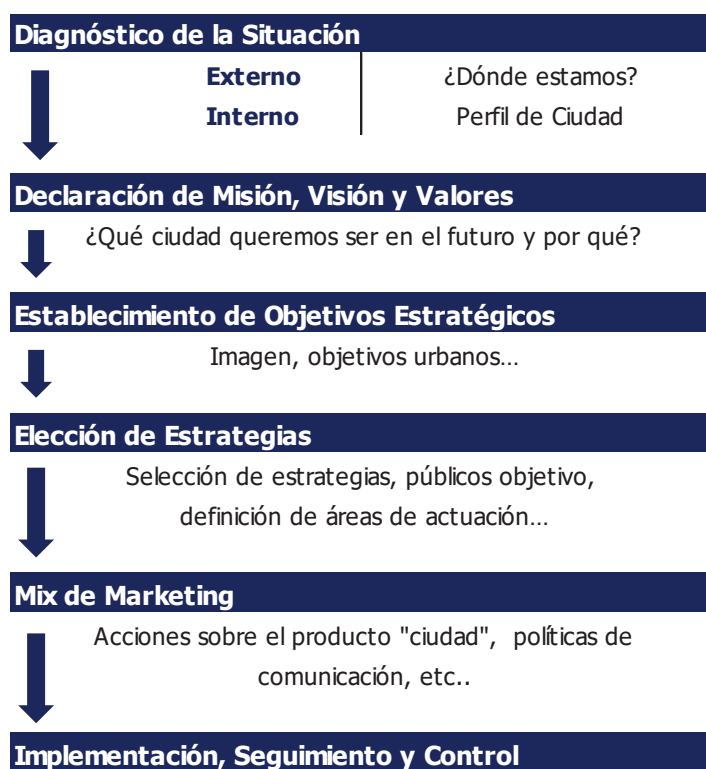 Diagnóstico de la Situación
Externo ¿Dónde estamos?
Interno Perfil de Ciudad
Declaración de Misión, Visión y Valores
¿Qué ciudad queremos ser en el futuro y por qué?
Establecimiento de Objetivos Estratégicos
Imagen, objetivos urbanos…
Elección de Estrategias
Selección de estrategias, públicos objetivo,
definición de áreas de actuación…
Mix de Marketing
Acciones sobre el producto "ciudad", políticas de
comunicación, etc..
Implementación, Seguimiento y Control